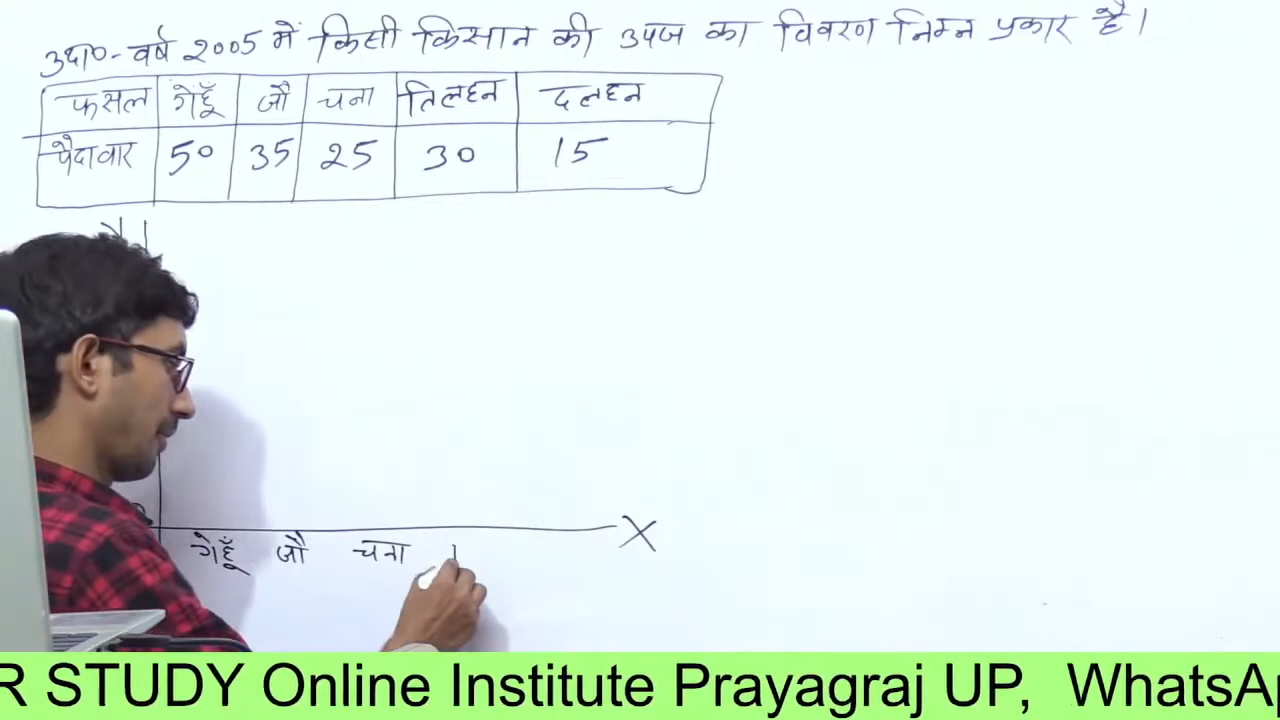 उदा०- वर्ष 2005 में किसी किसान की उपज का विवरण निम्न प्रकार है।
फसल गेहूँ जौ चना तिलहन दलहन
पैदावार 50 35 25 30 15
X
गेहूँ जौ चना
R STUDY Online Institute Prayagraj UP, WhatsAp